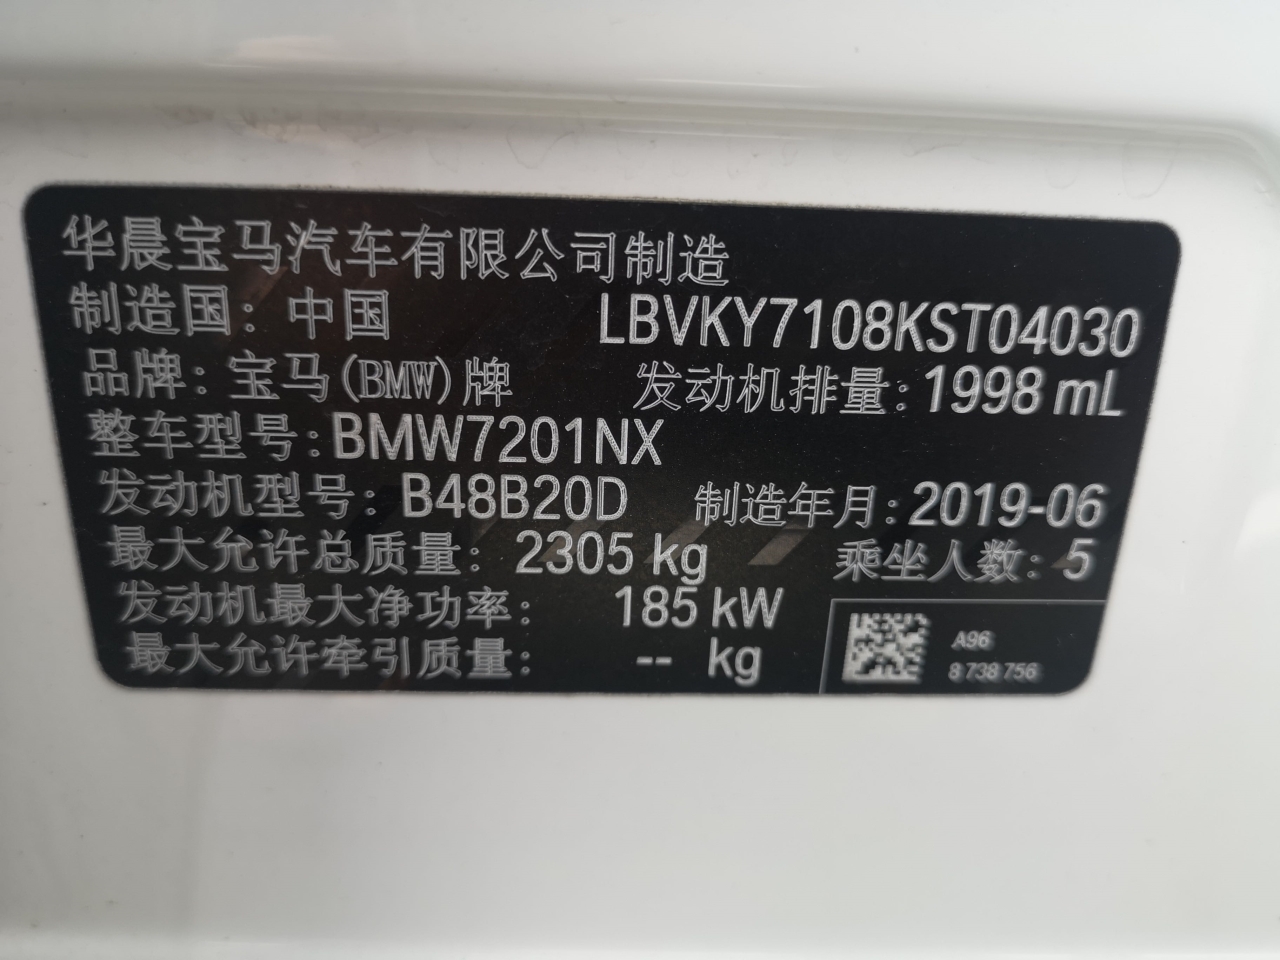 华晨宝马汽车有限公司制造
制造国：中国 LBVKY7108KST04030
品牌：宝马(BMW)牌 发动机排量：1998 mL
整车型号：BMW7201NX
发动机型号：B48B20D 制造年月：2019-06
最大允许总质量：2305 kg 乘坐人数：5
发动机最大净功率：185 kW
最大允许牵引质量：-- kg
A96
8 738 756